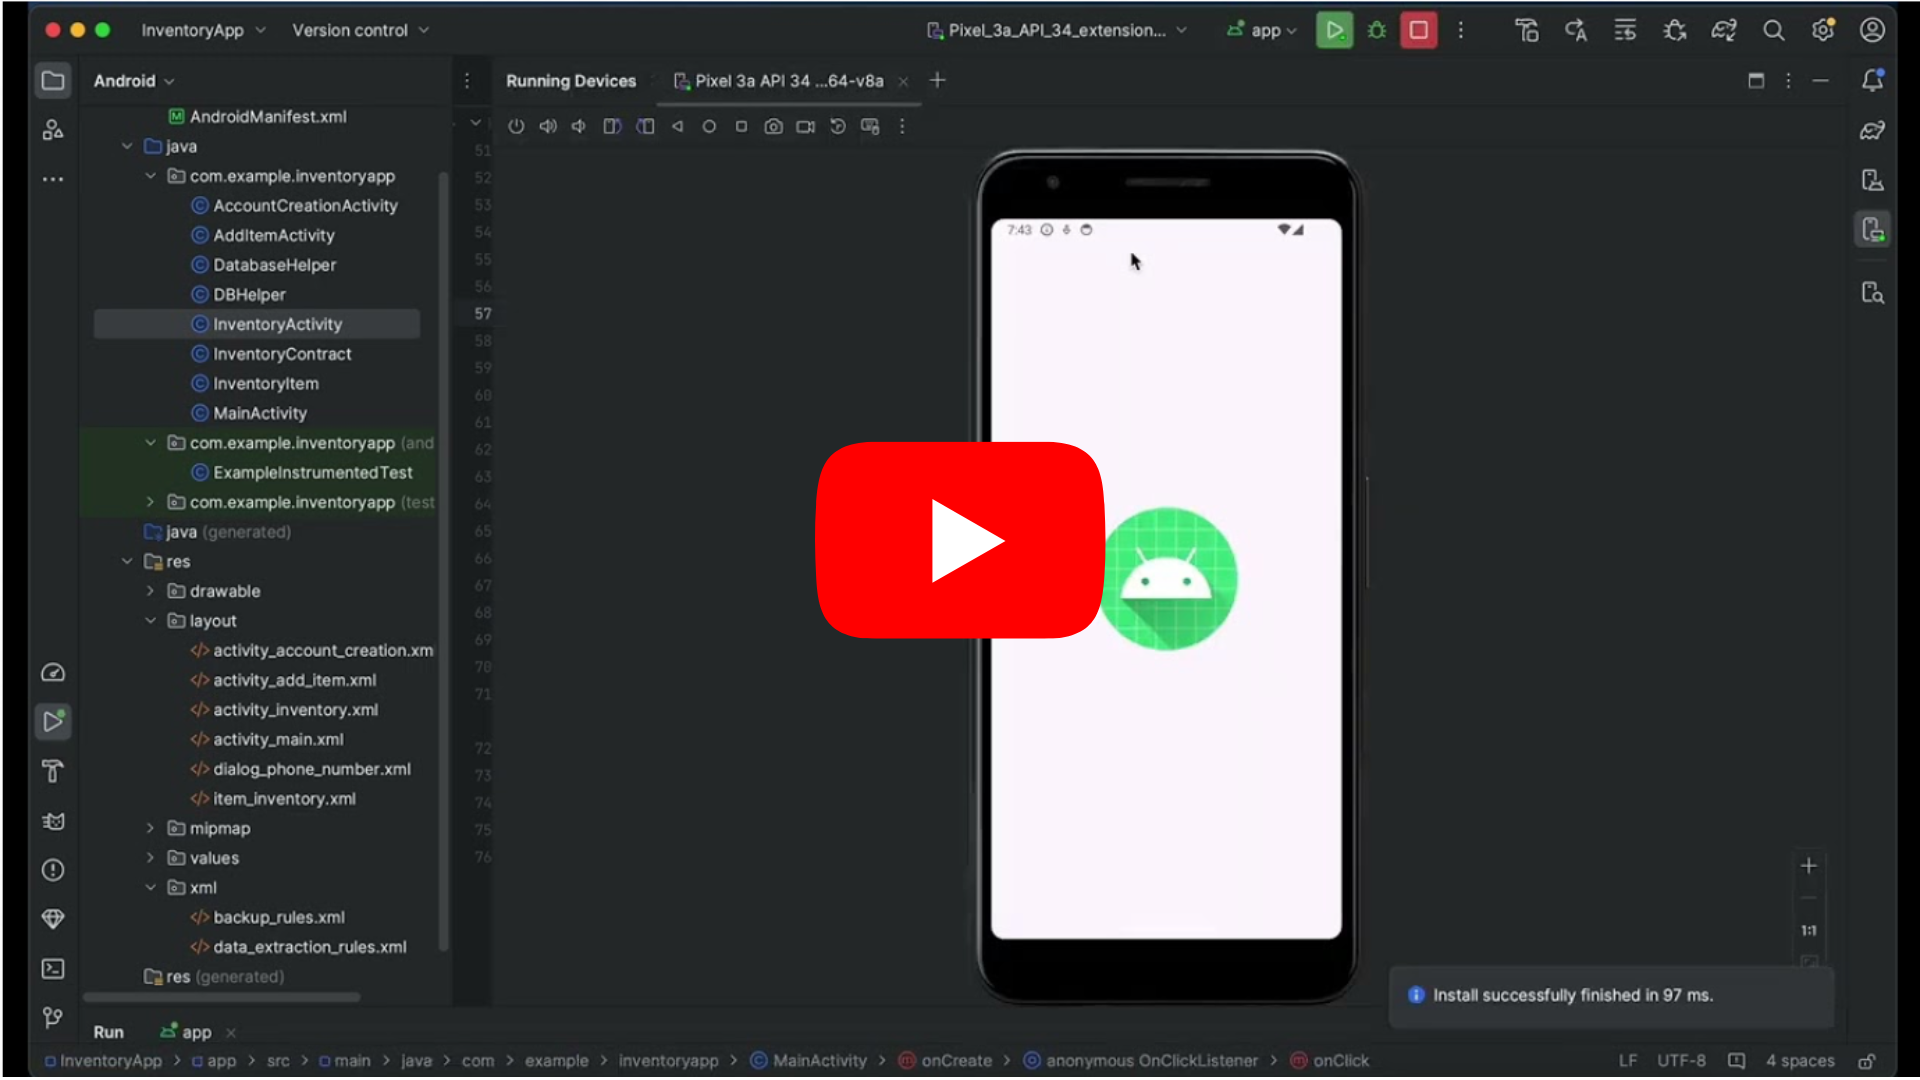 InventoryApp
Version control
Pixel_3a_API_34_extension...
app
Android
Running Devices
Pixel 3a API 34 ...64-v8a
AndroidManifest.xml
java
com.example.inventoryapp
AccountCreationActivity
AddItemActivity
DatabaseHelper
DBHelper
InventoryActivity
InventoryContract
InventoryItem
MainActivity
com.example.inventoryapp (and
ExampleInstrumentedTest
com.example.inventoryapp (test
java (generated)
res
drawable
layout
activity_account_creation.xm
activity_add_item.xml
activity_inventory.xml
activity_main.xml
dialog_phone_number.xml
item_inventory.xml
mipmap
values
xml
backup_rules.xml
data_extraction_rules.xml
res (generated)
51
52
53
54
55
56
57
58
59
60
61
62
63
64
65
66
67
68
69
70
71
72
73
74
75
76
7:43
1:1
Install successfully finished in 97 ms.
Run
app
InventoryApp > app > src > main > java > com > example > inventoryapp > MainActivity > onCreate > anonymous OnClickListener > onClick
LF UTF-8 4 spaces